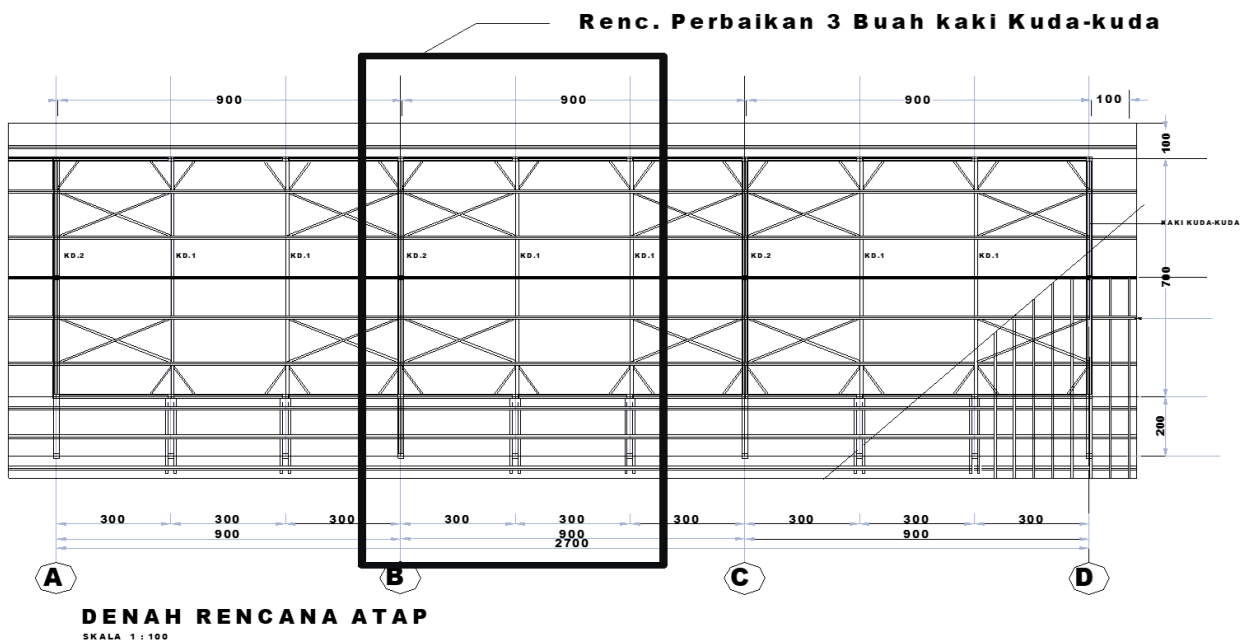 Renc. Perbaikan 3 Buah kaki Kuda-kuda
900 900 900 100
100
KAKI KUDA-KUDA
KD.2 KD.1 KD.1 KD.2 KD.1 KD.1 KD.2 KD.1 KD.1
700
200
300 300 300 300 300 300 300 300 300
900 900 900
2700
A B C D
DENAH RENCANA ATAP
SKALA 1 : 100